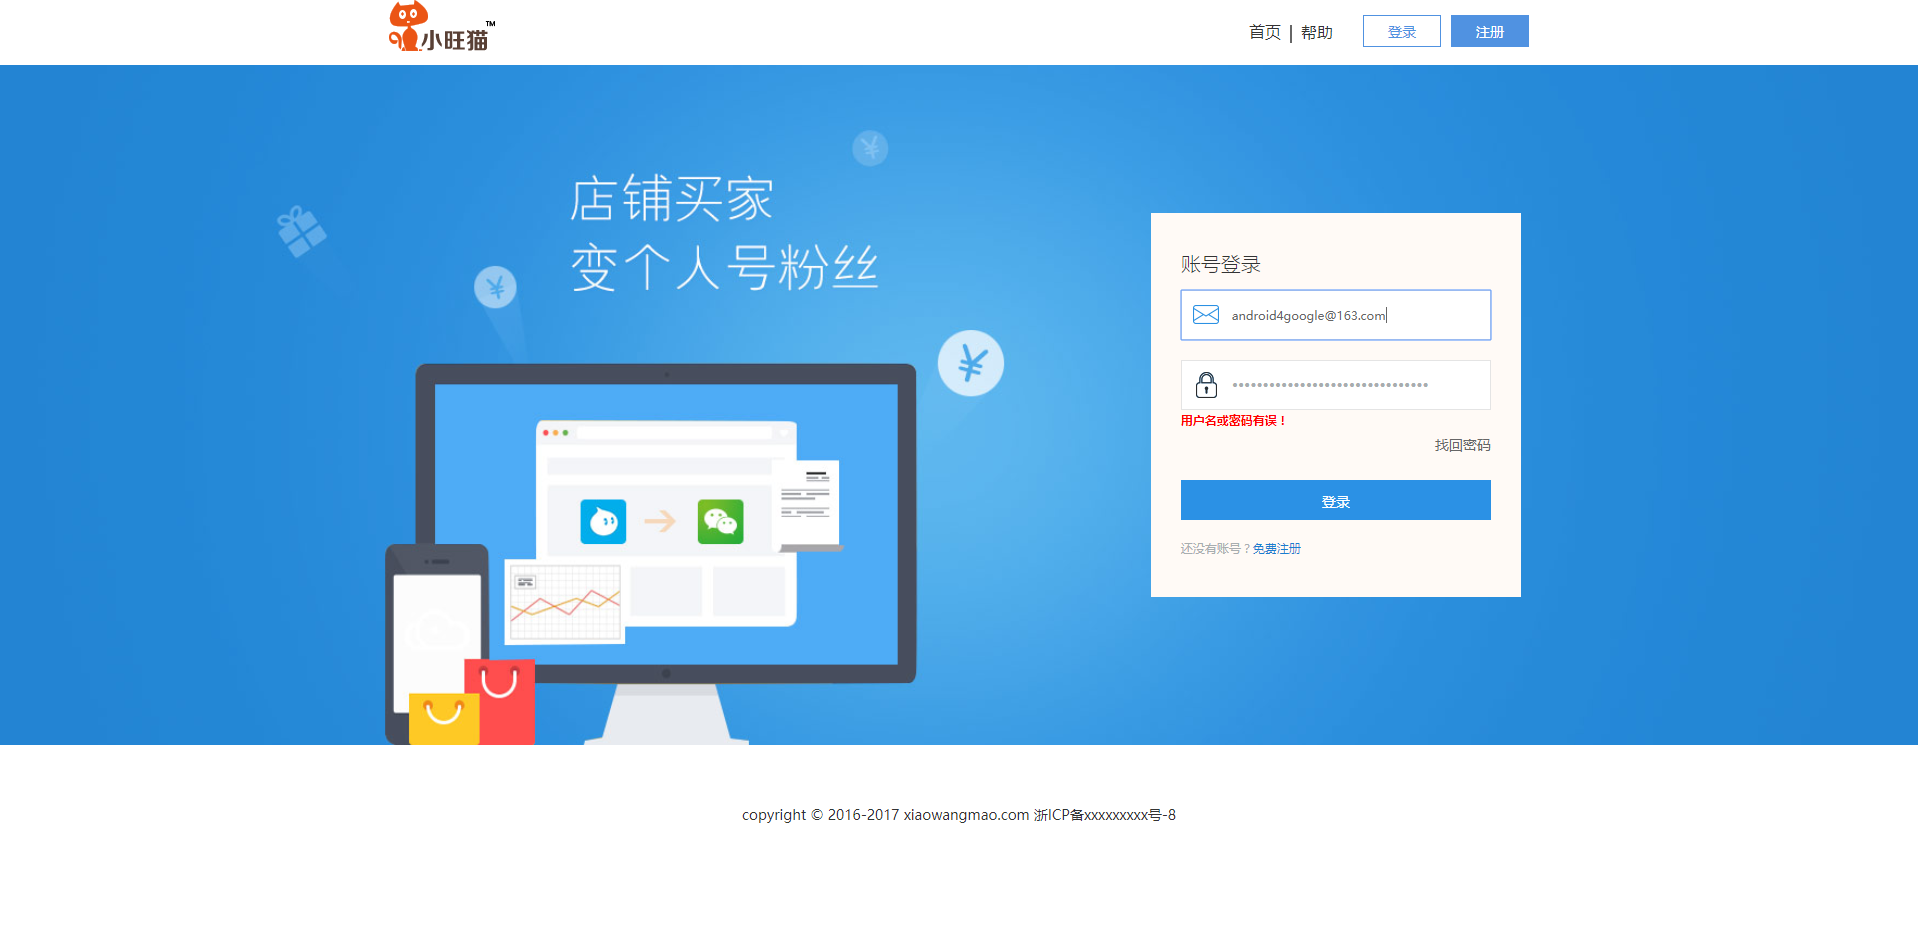 小旺猫™
首页 | 帮助 登录 注册
店铺买家
变个人号粉丝
账号登录
android4google@163.com
用户名或密码有误！
找回密码
登录
还没有账号？免费注册
copyright © 2016-2017 xiaowangmao.com 浙ICP备xxxxxxxxx号-8